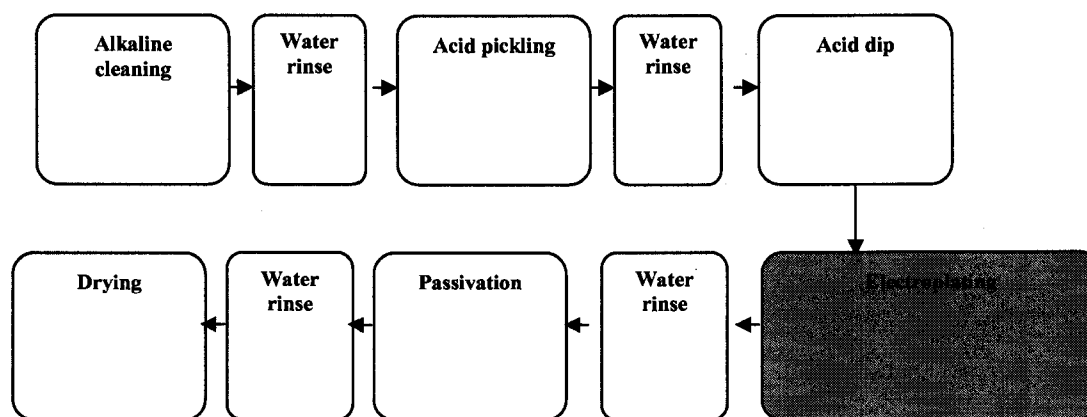 Alkaline
cleaning
Water
rinse
Acid pickling
Water
rinse
Acid dip
Electroplating
Water
rinse
Passivation
Water
rinse
Drying